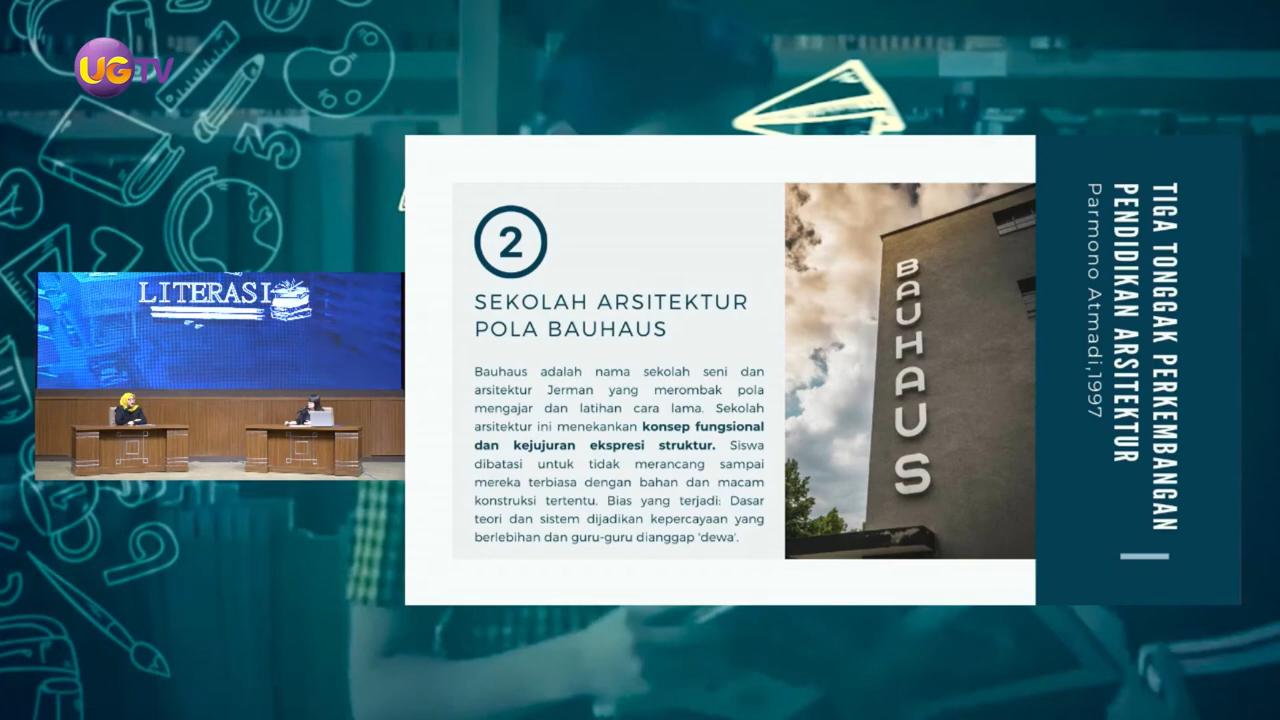 UGTV
LITERASI
2
SEKOLAH ARSITEKTUR
POLA BAUHAUS
Bauhaus adalah nama sekolah seni dan
arsitektur Jerman yang merombak pola
mengajar dan latihan cara lama. Sekolah
arsitektur ini menekankan konsep fungsional
dan kejujuran ekspresi struktur. Siswa
dibatasi untuk tidak merancang sampai
mereka terbiasa dengan bahan dan macam
konstruksi tertentu. Bias yang terjadi: Dasar
teori dan sistem dijadikan kepercayaan yang
berlebihan dan guru-guru dianggap 'dewa'.
BAUHAUS
TIGA TONGGAK PERKEMBANGAN
PENDIDIKAN ARSITEKTUR
Parmono Atmadi,1997